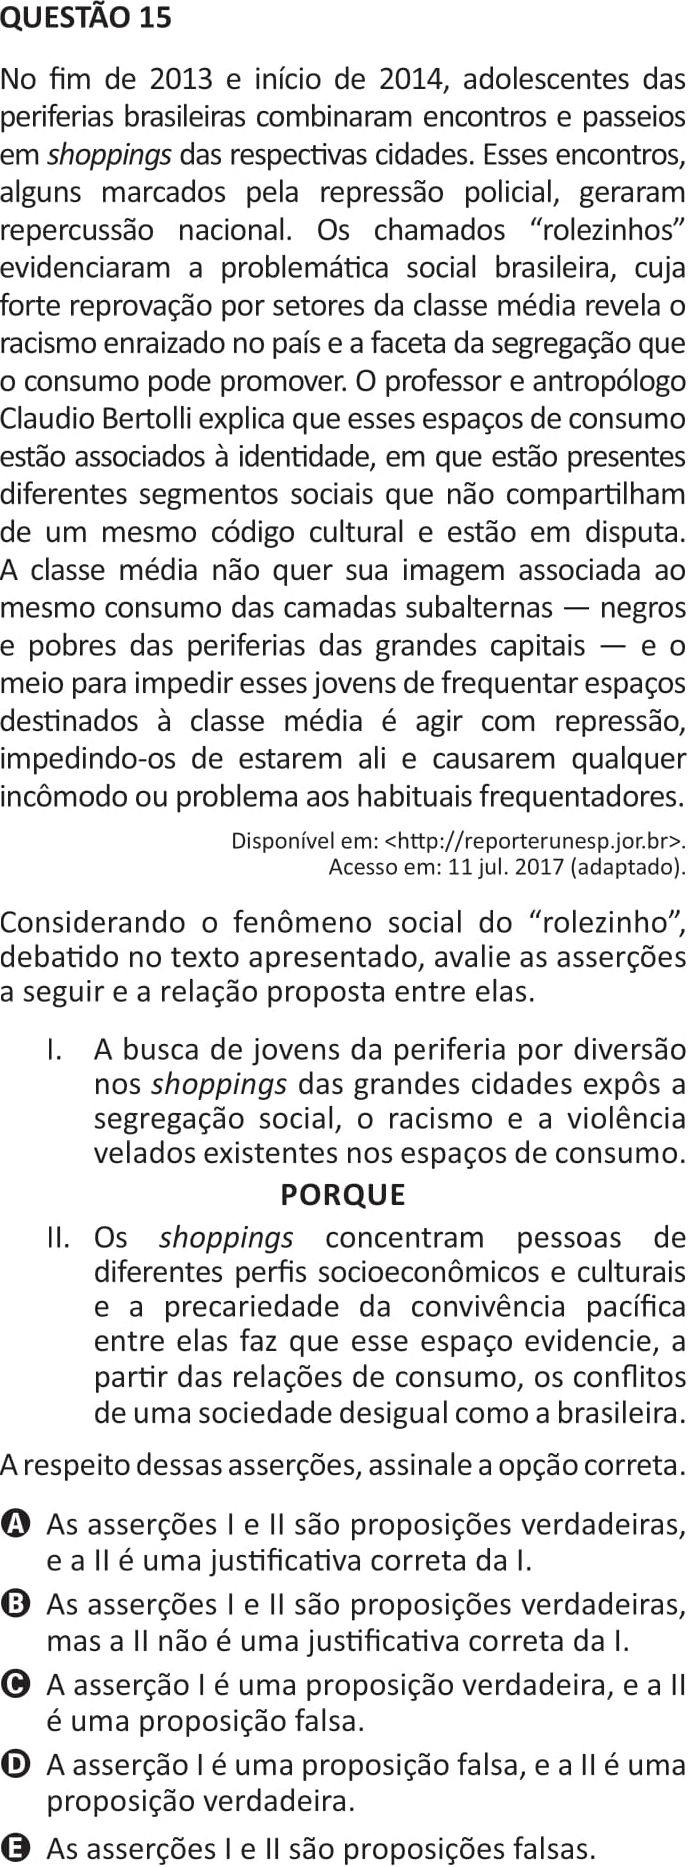 QUESTÃO 15
No fim de 2013 e início de 2014, adolescentes das
periferias brasileiras combinaram encontros e passeios
em shoppings das respectivas cidades. Esses encontros,
alguns marcados pela repressão policial, geraram
repercussão nacional. Os chamados “rolezinhos”
evidenciaram a problemática social brasileira, cuja
forte reprovação por setores da classe média revela o
racismo enraizado no país e a faceta da segregação que
o consumo pode promover. O professor e antropólogo
Claudio Bertolli explica que esses espaços de consumo
estão associados à identidade, em que estão presentes
diferentes segmentos sociais que não compartilham
de um mesmo código cultural e estão em disputa.
A classe média não quer sua imagem associada ao
mesmo consumo das camadas subalternas — negros
e pobres das periferias das grandes capitais — e o
meio para impedir esses jovens de frequentar espaços
destinados à classe média é agir com repressão,
impedindo-os de estarem ali e causarem qualquer
incômodo ou problema aos habituais frequentadores.
Disponível em: <http://reporterunesp.jor.br>.
Acesso em: 11 jul. 2017 (adaptado).
Considerando o fenômeno social do “rolezinho”,
debatido no texto apresentado, avalie as asserções
a seguir e a relação proposta entre elas.
I. A busca de jovens da periferia por diversão
nos shoppings das grandes cidades expôs a
segregação social, o racismo e a violência
velados existentes nos espaços de consumo.
PORQUE
II. Os shoppings concentram pessoas de
diferentes perfis socioeconômicos e culturais
e a precariedade da convivência pacífica
entre elas faz que esse espaço evidencie, a
partir das relações de consumo, os conflitos
de uma sociedade desigual como a brasileira.
A respeito dessas asserções, assinale a opção correta.
A As asserções I e II são proposições verdadeiras,
e a II é uma justificativa correta da I.
B As asserções I e II são proposições verdadeiras,
mas a II não é uma justificativa correta da I.
C A asserção I é uma proposição verdadeira, e a II
é uma proposição falsa.
D A asserção I é uma proposição falsa, e a II é uma
proposição verdadeira.
E As asserções I e II são proposições falsas.